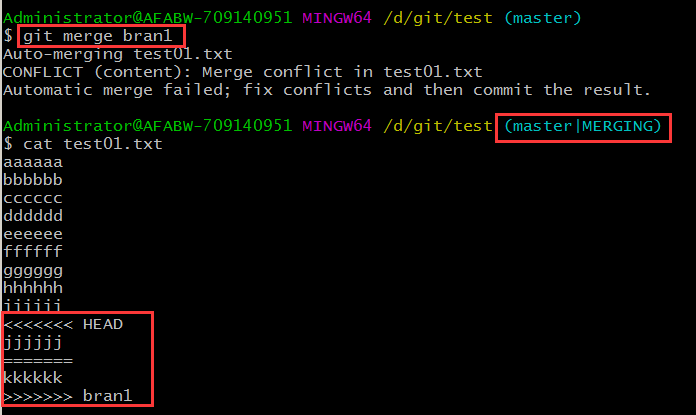 Administrator@AFABW-709140951 MINGW64 /d/git/test (master)
$ git merge bran1
Auto-merging test01.txt
CONFLICT (content): Merge conflict in test01.txt
Automatic merge failed; fix conflicts and then commit the result.
Administrator@AFABW-709140951 MINGW64 /d/git/test (master|MERGING)
$ cat test01.txt
aaaaaa
bbbbbb
cccccc
dddddd
eeeeee
ffffff
gggggg
hhhhhh
jjjjjj
<<<<<<< HEAD
jjjjjj
=======
kkkkkk
>>>>>>> bran1